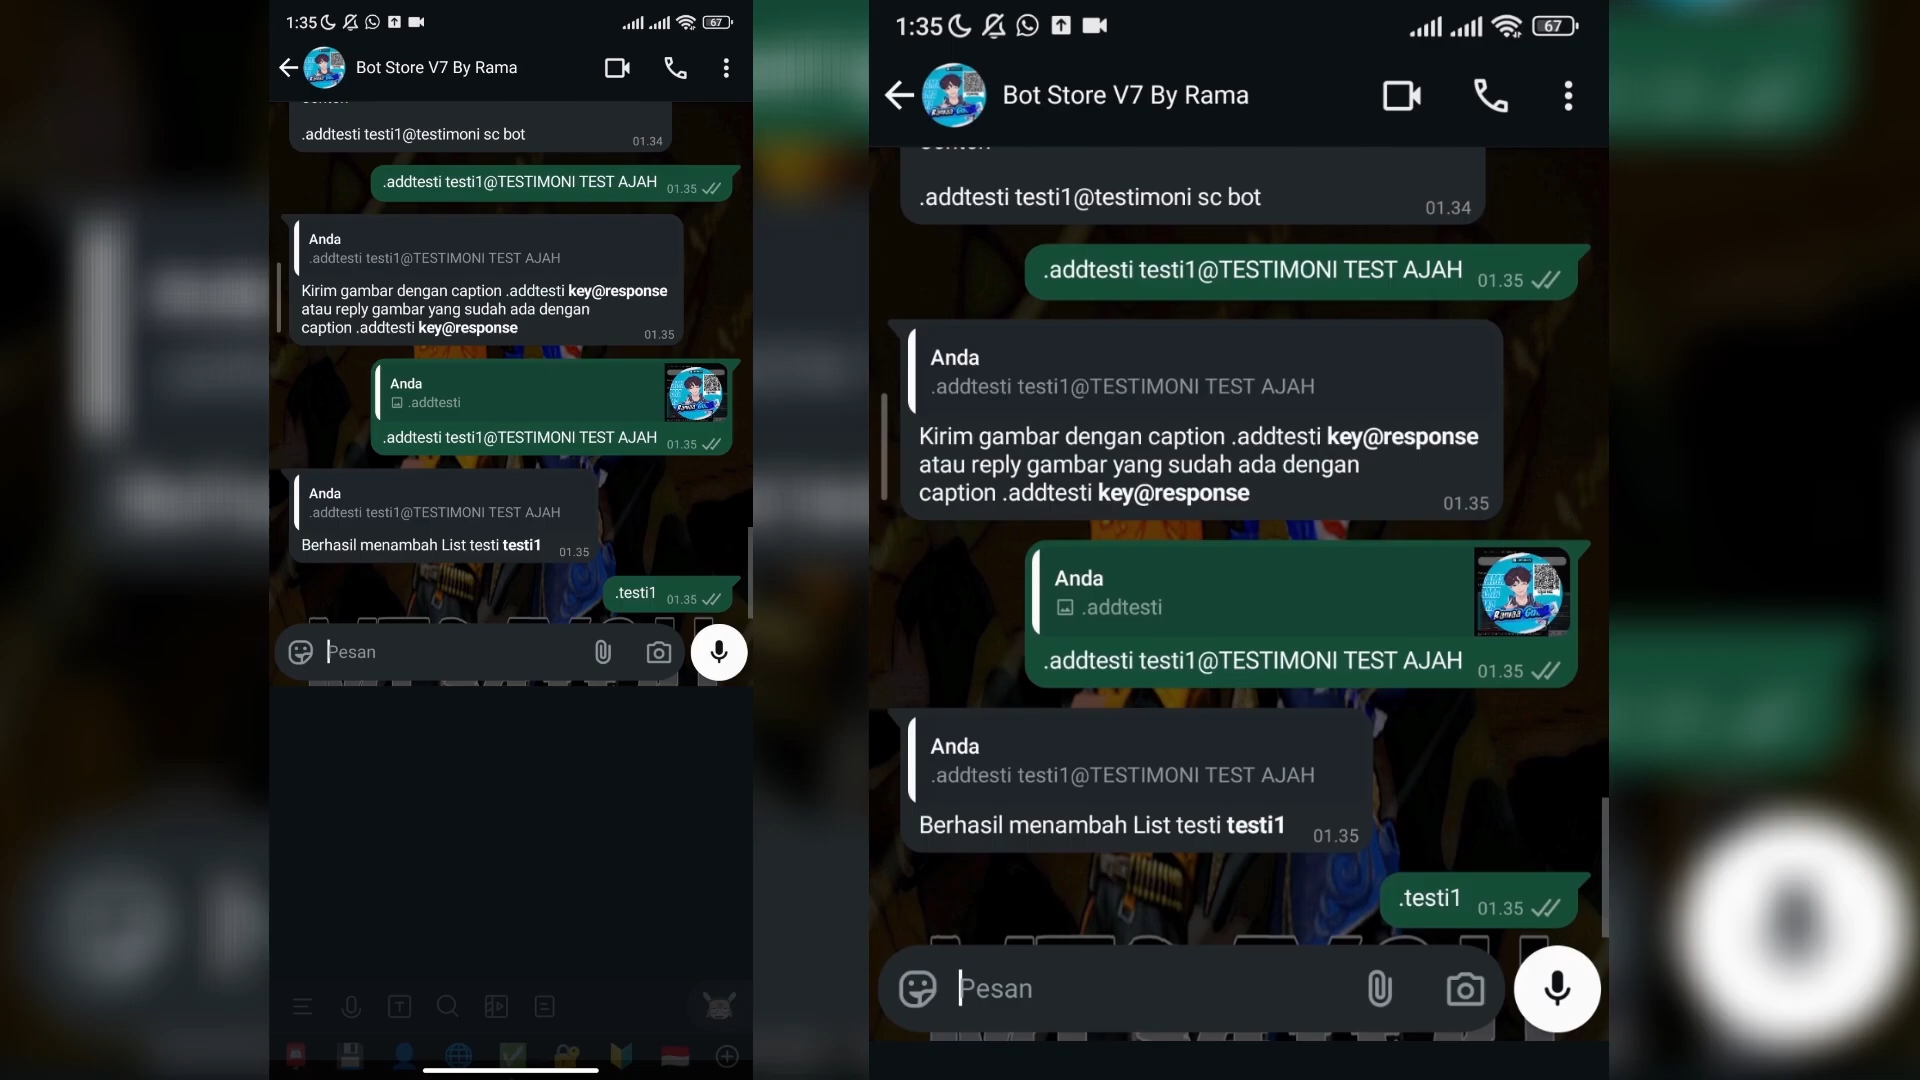 1:35
67
Bot Store V7 By Rama
.addtesti testi1@testimoni sc bot
01.34
.addtesti testi1@TESTIMONI TEST AJAH 01.35
Anda
.addtesti testi1@TESTIMONI TEST AJAH
Kirim gambar dengan caption .addtesti key@response
atau reply gambar yang sudah ada dengan
caption .addtesti key@response
01.35
Anda
.addtesti
.addtesti testi1@TESTIMONI TEST AJAH 01.35
Anda
.addtesti testi1@TESTIMONI TEST AJAH
Berhasil menambah List testi testi1 01.35
.testi1 01.35
Pesan
1:35
67
Bot Store V7 By Rama
.addtesti testi1@testimoni sc bot
01.34
.addtesti testi1@TESTIMONI TEST AJAH 01.35
Anda
.addtesti testi1@TESTIMONI TEST AJAH
Kirim gambar dengan caption .addtesti key@response
atau reply gambar yang sudah ada dengan
caption .addtesti key@response
01.35
Anda
.addtesti
.addtesti testi1@TESTIMONI TEST AJAH 01.35
Anda
.addtesti testi1@TESTIMONI TEST AJAH
Berhasil menambah List testi testi1 01.35
.testi1 01.35
Pesan